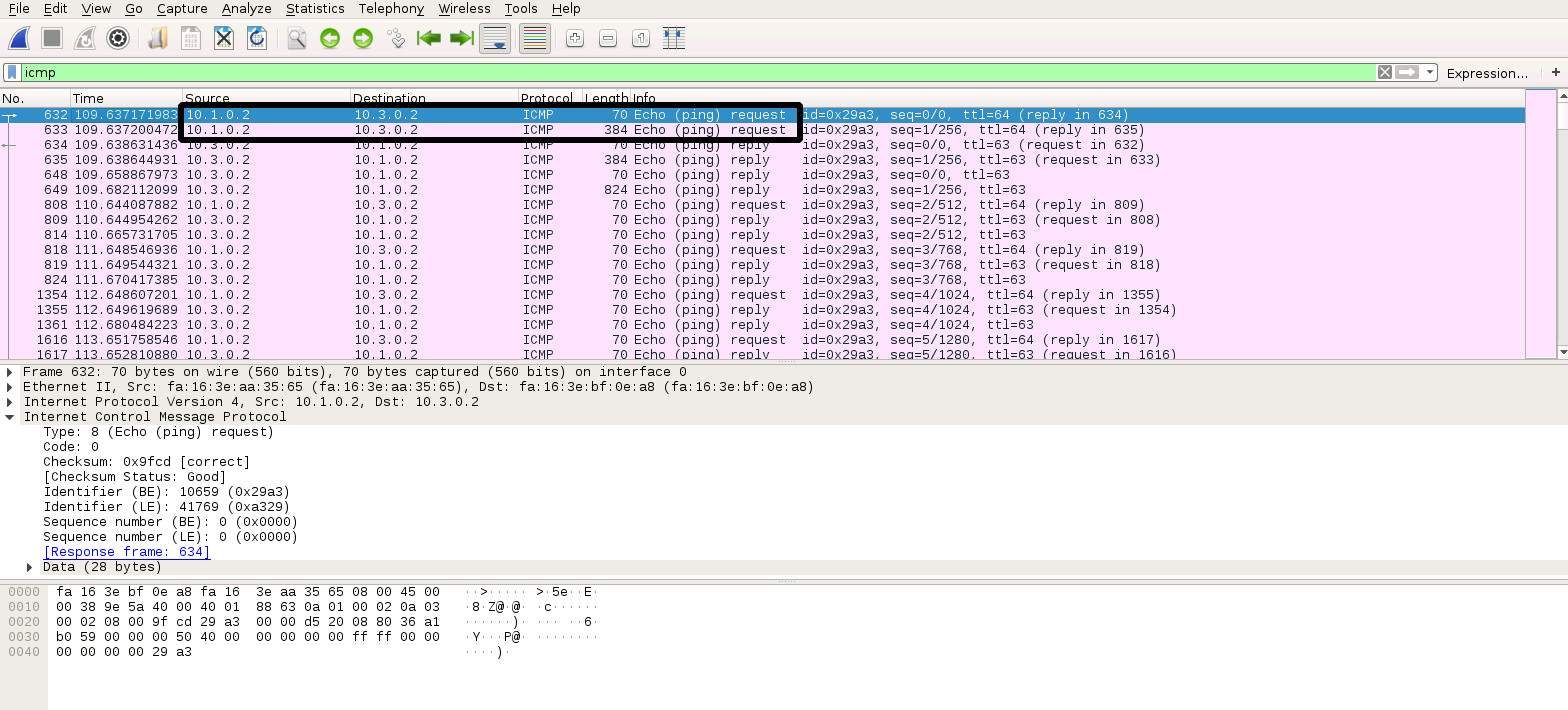 File Edit View Go Capture Analyze Statistics Telephony Wireless Tools Help
icmp Expression... +
No. Time Source Destination Protocol Length Info
632 109.637171983 10.1.0.2 10.3.0.2 ICMP 70 Echo (ping) request id=0x29a3, seq=0/0, ttl=64 (reply in 634)
633 109.637200472 10.1.0.2 10.3.0.2 ICMP 384 Echo (ping) request id=0x29a3, seq=1/256, ttl=64 (reply in 635)
634 109.638631436 10.3.0.2 10.1.0.2 ICMP 70 Echo (ping) reply id=0x29a3, seq=0/0, ttl=63 (request in 632)
635 109.638644931 10.3.0.2 10.1.0.2 ICMP 384 Echo (ping) reply id=0x29a3, seq=1/256, ttl=63 (request in 633)
648 109.658867973 10.3.0.2 10.1.0.2 ICMP 70 Echo (ping) reply id=0x29a3, seq=0/0, ttl=63
649 109.682112099 10.3.0.2 10.1.0.2 ICMP 824 Echo (ping) reply id=0x29a3, seq=1/256, ttl=63
808 110.644087882 10.1.0.2 10.3.0.2 ICMP 70 Echo (ping) request id=0x29a3, seq=2/512, ttl=64 (reply in 809)
809 110.644954262 10.3.0.2 10.1.0.2 ICMP 70 Echo (ping) reply id=0x29a3, seq=2/512, ttl=63 (request in 808)
814 110.665731705 10.3.0.2 10.1.0.2 ICMP 70 Echo (ping) reply id=0x29a3, seq=2/512, ttl=63
818 111.648546936 10.1.0.2 10.3.0.2 ICMP 70 Echo (ping) request id=0x29a3, seq=3/768, ttl=64 (reply in 819)
819 111.649544321 10.3.0.2 10.1.0.2 ICMP 70 Echo (ping) reply id=0x29a3, seq=3/768, ttl=63 (request in 818)
824 111.670417385 10.3.0.2 10.1.0.2 ICMP 70 Echo (ping) reply id=0x29a3, seq=3/768, ttl=63
1354 112.648607201 10.1.0.2 10.3.0.2 ICMP 70 Echo (ping) request id=0x29a3, seq=4/1024, ttl=64 (reply in 1355)
1355 112.649619689 10.3.0.2 10.1.0.2 ICMP 70 Echo (ping) reply id=0x29a3, seq=4/1024, ttl=63 (request in 1354)
1361 112.680484223 10.3.0.2 10.1.0.2 ICMP 70 Echo (ping) reply id=0x29a3, seq=4/1024, ttl=63
1616 113.651758546 10.1.0.2 10.3.0.2 ICMP 70 Echo (ping) request id=0x29a3, seq=5/1280, ttl=64 (reply in 1617)
1617 113.652810880 10.3.0.2 10.1.0.2 ICMP 70 Echo (ping) reply id=0x29a3, seq=5/1280, ttl=63 (request in 1616)
Frame 632: 70 bytes on wire (560 bits), 70 bytes captured (560 bits) on interface 0
Ethernet II, Src: fa:16:3e:aa:35:65 (fa:16:3e:aa:35:65), Dst: fa:16:3e:bf:0e:a8 (fa:16:3e:bf:0e:a8)
Internet Protocol Version 4, Src: 10.1.0.2, Dst: 10.3.0.2
Internet Control Message Protocol
Type: 8 (Echo (ping) request)
Code: 0
Checksum: 0x9fcd [correct]
[Checksum Status: Good]
Identifier (BE): 10659 (0x29a3)
Identifier (LE): 41769 (0xa329)
Sequence number (BE): 0 (0x0000)
Sequence number (LE): 0 (0x0000)
[Response frame: 634]
Data (28 bytes)
0000 fa 16 3e bf 0e a8 fa 16 3e aa 35 65 08 00 45 00 ··>····· >·5e··E·
0010 00 38 9e 5a 40 00 40 01 88 63 0a 01 00 02 0a 03 ·8·Z@·@· ·c······
0020 00 02 08 00 9f cd 29 a3 00 00 d5 20 08 80 36 a1 ······)· ··· ··6·
0030 b0 59 00 00 00 50 40 00 00 00 00 00 ff ff 00 00 ·Y···P@· ········
0040 00 00 00 00 29 a3 ····)·